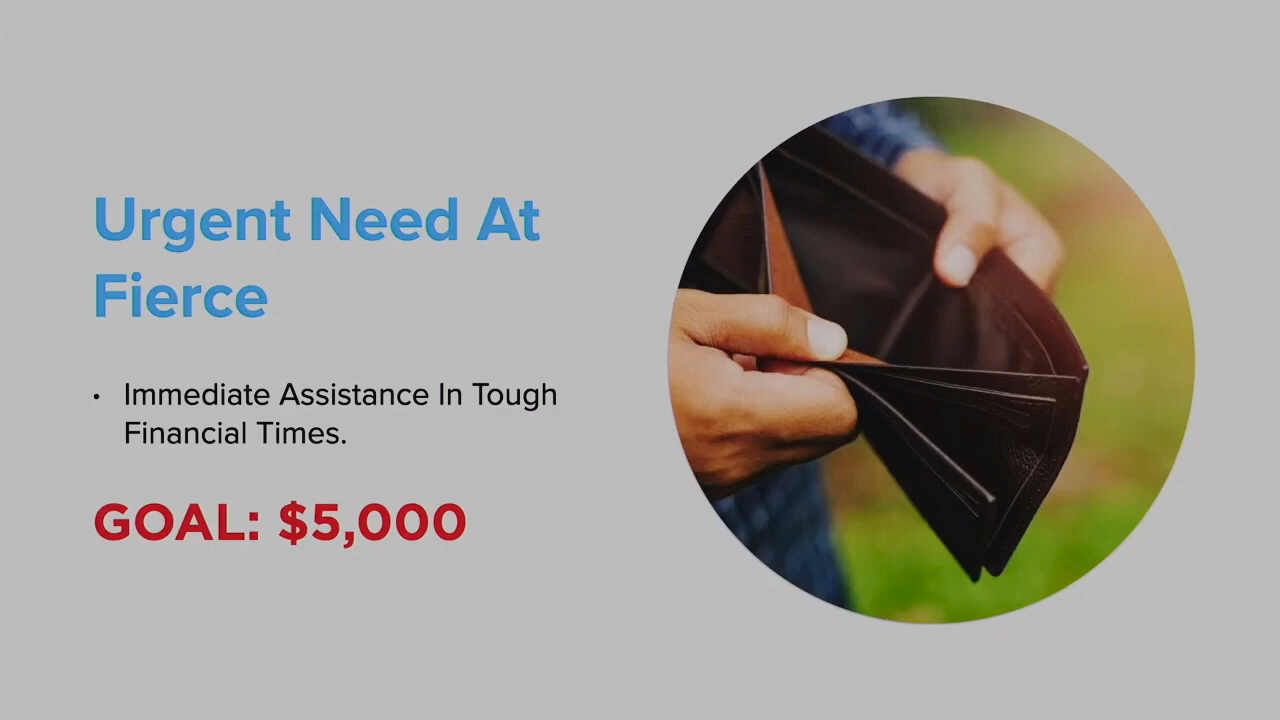 Urgent Need At
Fierce
• Immediate Assistance In Tough
Financial Times.
GOAL: $5,000